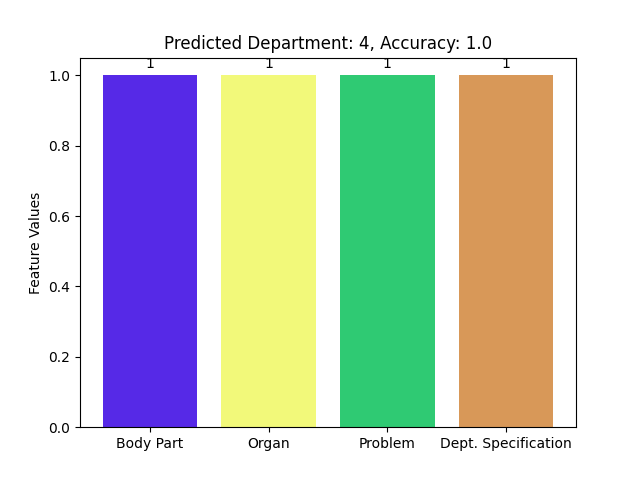 Predicted Department: 4, Accuracy: 1.0
1 1 1 1
1.0
0.8
0.6
0.4
0.2
0.0
Feature Values
Body Part Organ Problem Dept. Specification